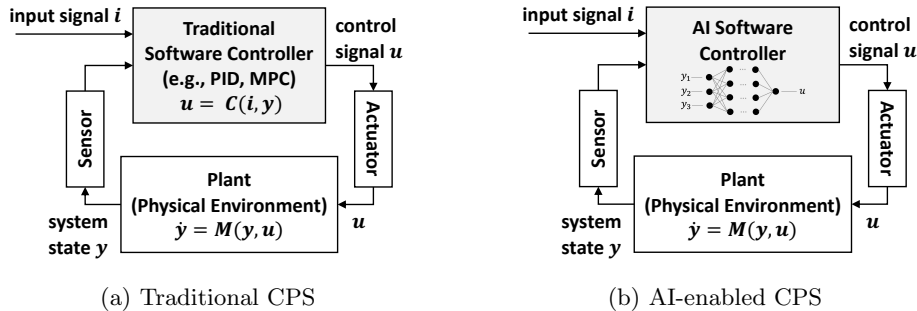 input signal i
Traditional
Software Controller
(e.g., PID, MPC)
u = C(i, y)
control
signal u
Sensor
Actuator
Plant
(Physical Environment)
ẏ = M(y, u)
system
state y
u
(a) Traditional CPS
input signal i
AI Software
Controller
y₁
y₂
y₃
...
...
u
control
signal u
Sensor
Actuator
Plant
(Physical Environment)
ẏ = M(y, u)
system
state y
u
(b) AI-enabled CPS